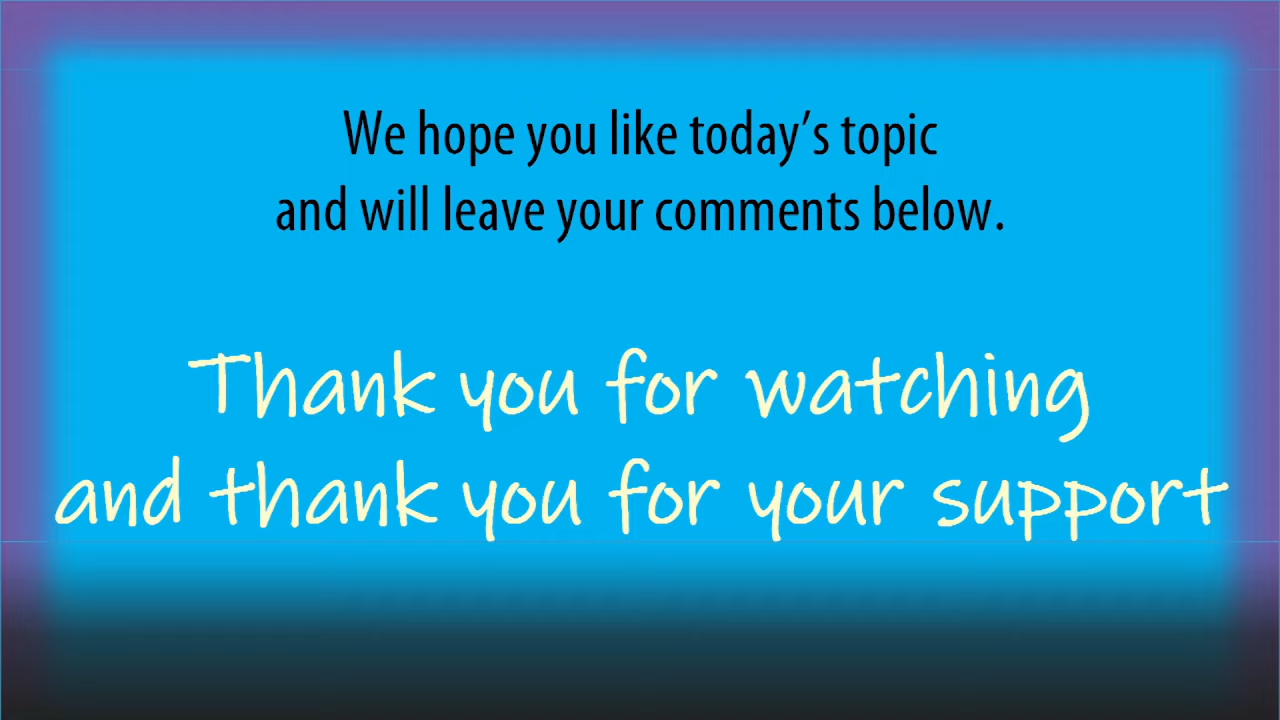 We hope you like today’s topic
and will leave your comments below.
Thank you for watching
and thank you for your support